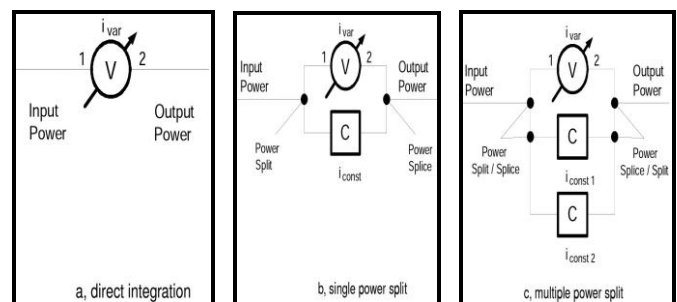 i var
1 V 2
Input Power
Output Power
a, direct integration
i var
1 V 2
Input Power
Output Power
C
Power Split
Power Splice
i const
b, single power split
i var
1 V 2
Input Power
Output Power
C
Power Split / Splice
Power Splice / Split
i const 1
C
i const 2
c, multiple power split